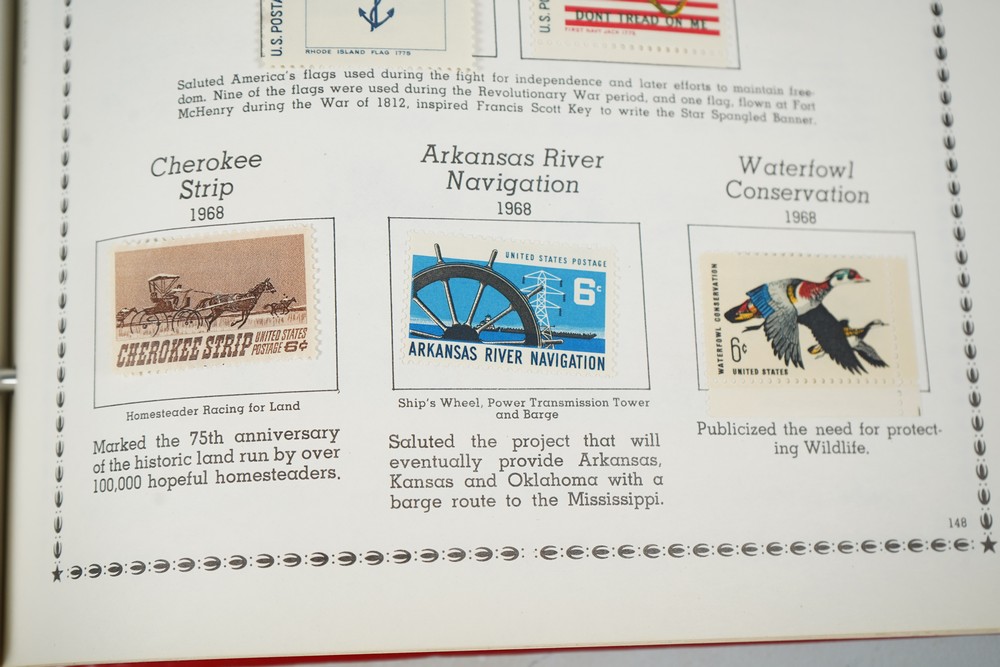 U.S. POSTA
RHODE ISLAND FLAG 1775
U.S. PO
DONT TREAD ON ME
FIRST NAVY JACK 1775
Saluted America's flags used during the fight for independence and later efforts to maintain free-
dom. Nine of the flags were used during the Revolutionary War period, and one flag, flown at Fort
McHenry during the War of 1812, inspired Francis Scott Key to write the Star Spangled Banner.
Cherokee
Strip
1968
CHEROKEE STRIP
UNITED STATES
POSTAGE 6¢
Homesteader Racing for Land
Marked the 75th anniversary
of the historic land run by over
100,000 hopeful homesteaders.
Arkansas River
Navigation
1968
UNITED STATES POSTAGE
6c
ARKANSAS RIVER NAVIGATION
Ship's Wheel, Power Transmission Tower
and Barge
Saluted the project that will
eventually provide Arkansas,
Kansas and Oklahoma with a
barge route to the Mississippi.
Waterfowl
Conservation
1968
WATERFOWL CONSERVATION
6¢
UNITED STATES
Publicized the need for protect-
ing Wildlife.
148